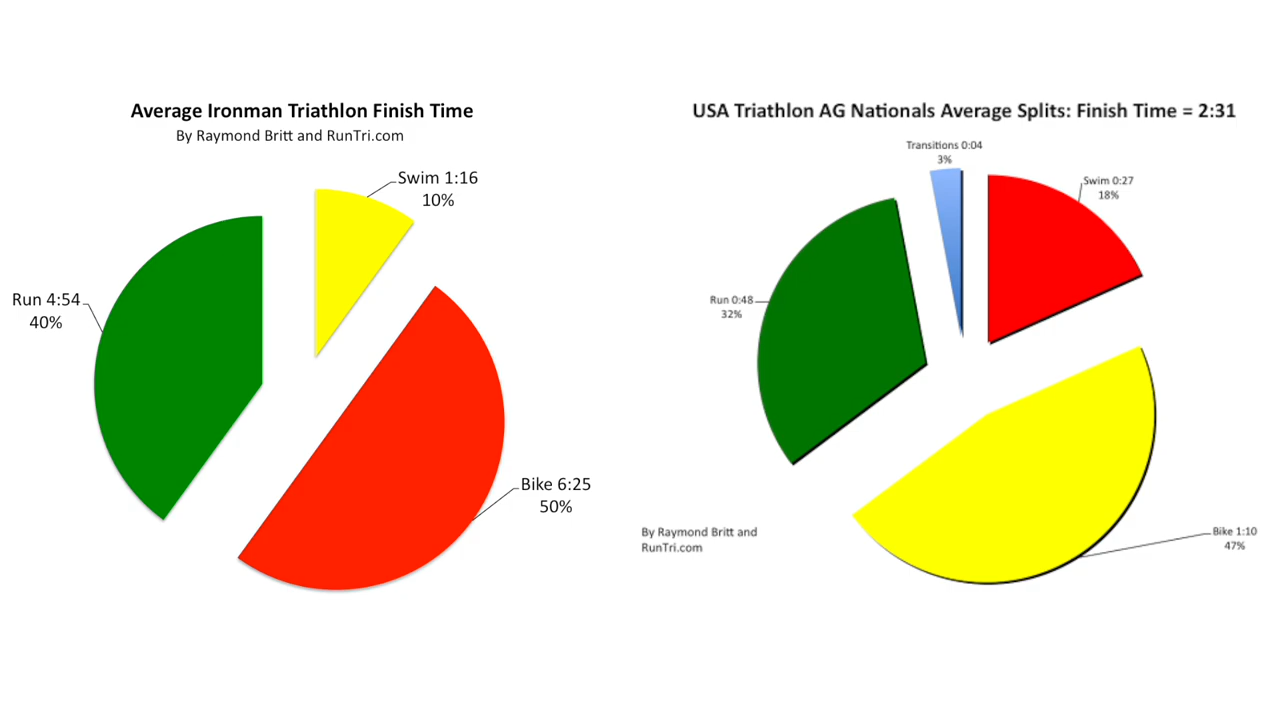 Average Ironman Triathlon Finish Time
By Raymond Britt and RunTri.com
Swim 1:16
10%
Run 4:54
40%
Bike 6:25
50%
USA Triathlon AG Nationals Average Splits: Finish Time = 2:31
Transitions 0:04
3%
Swim 0:27
18%
Run 0:48
32%
Bike 1:10
47%
By Raymond Britt and
RunTri.com